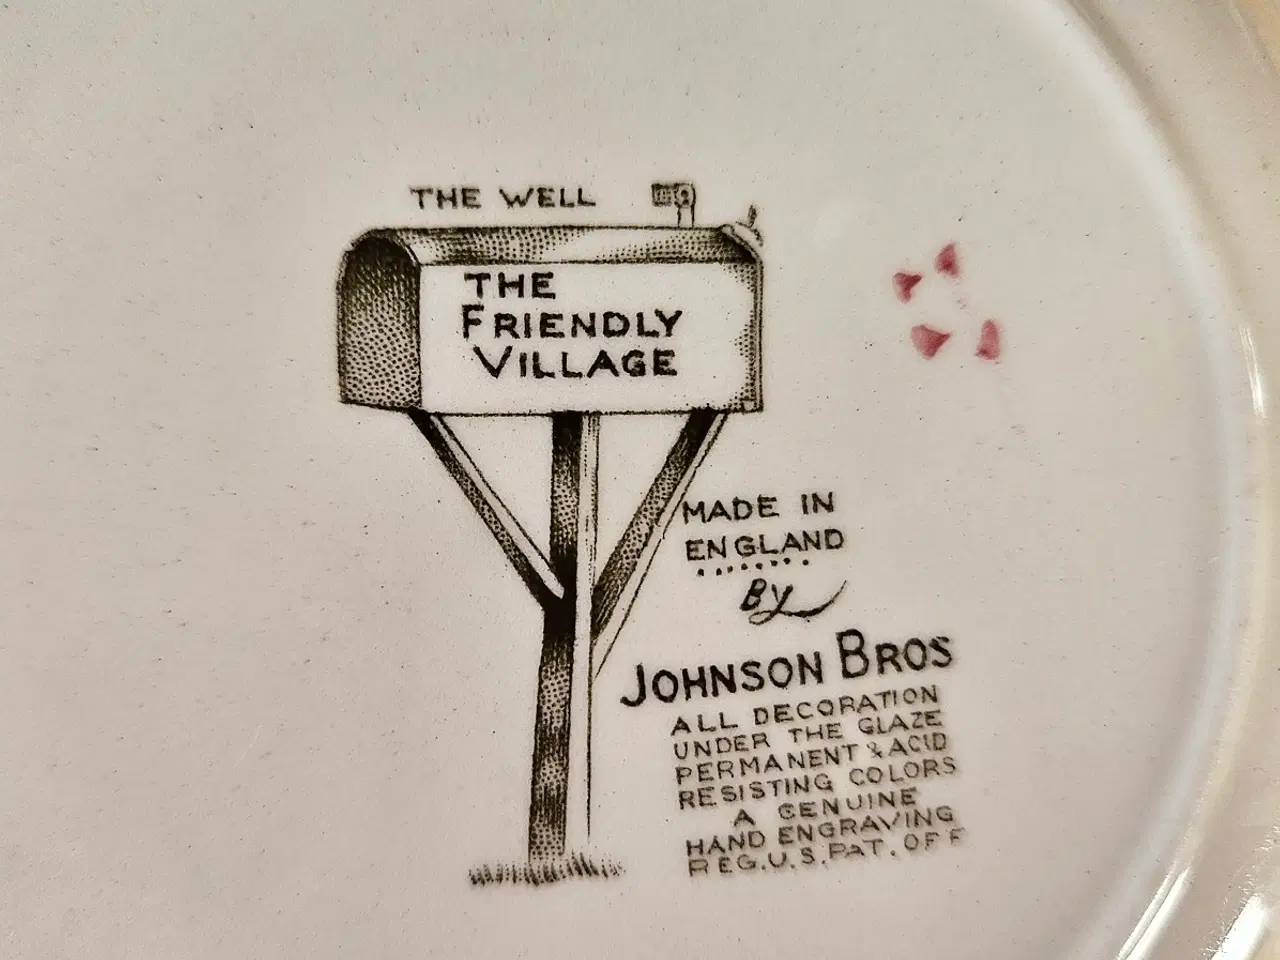 THE WELL
THE
FRIENDLY
VILLAGE
MADE IN
ENGLAND
BY
JOHNSON BROS
ALL DECORATION
UNDER THE GLAZE
PERMANENT & ACID
RESISTING COLORS
A GENUINE
HAND ENGRAVING
REG.U.S.PAT.OFF